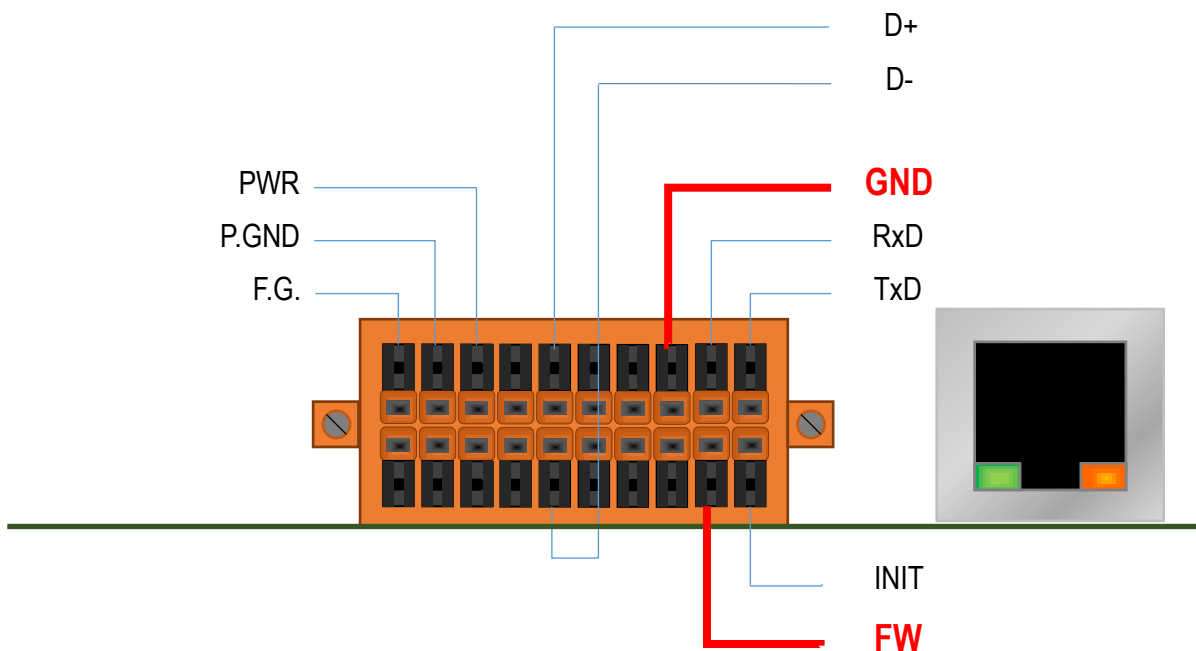 D+
D-
PWR
GND
P.GND
RxD
F.G.
TxD
INIT
FW